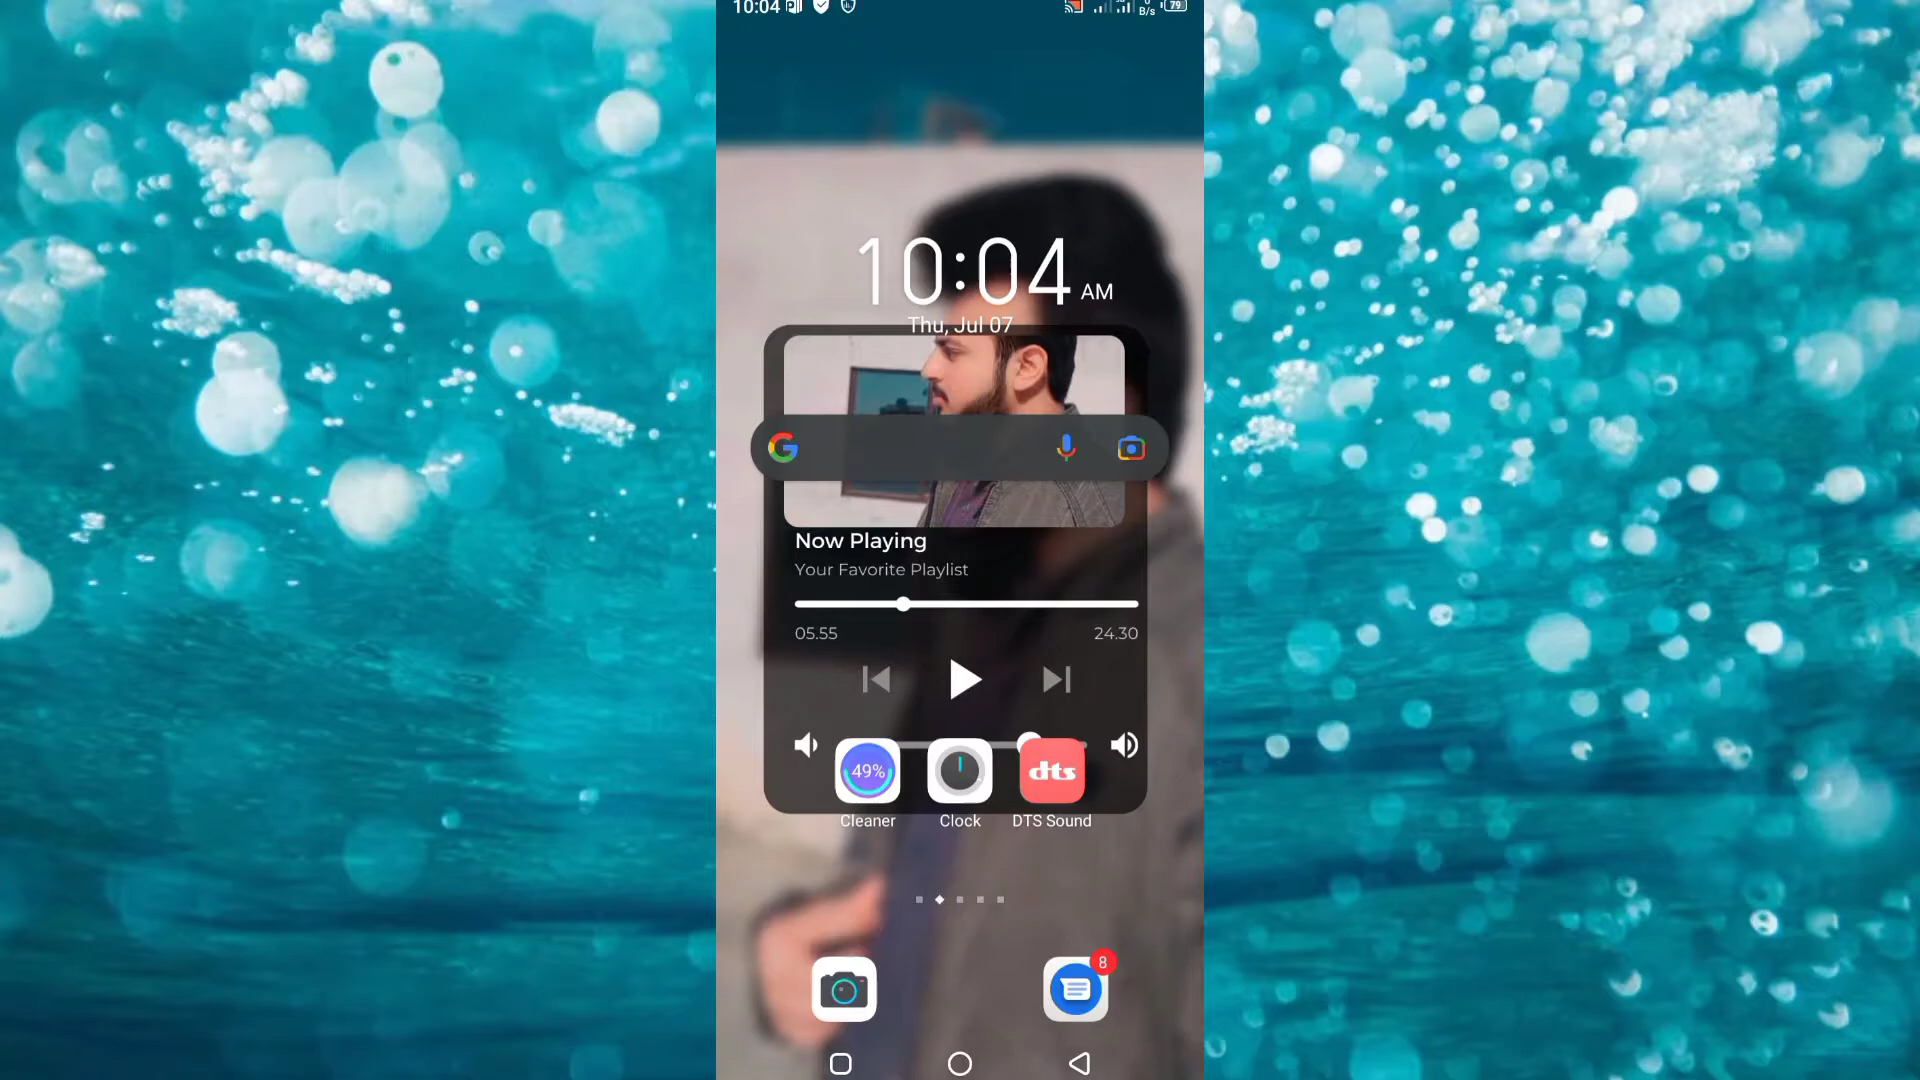 10:04
B/s 79
10:04 AM
Thu, Jul 07
Now Playing
Your Favorite Playlist
05.55 24.30
49% dts
Cleaner Clock DTS Sound
8